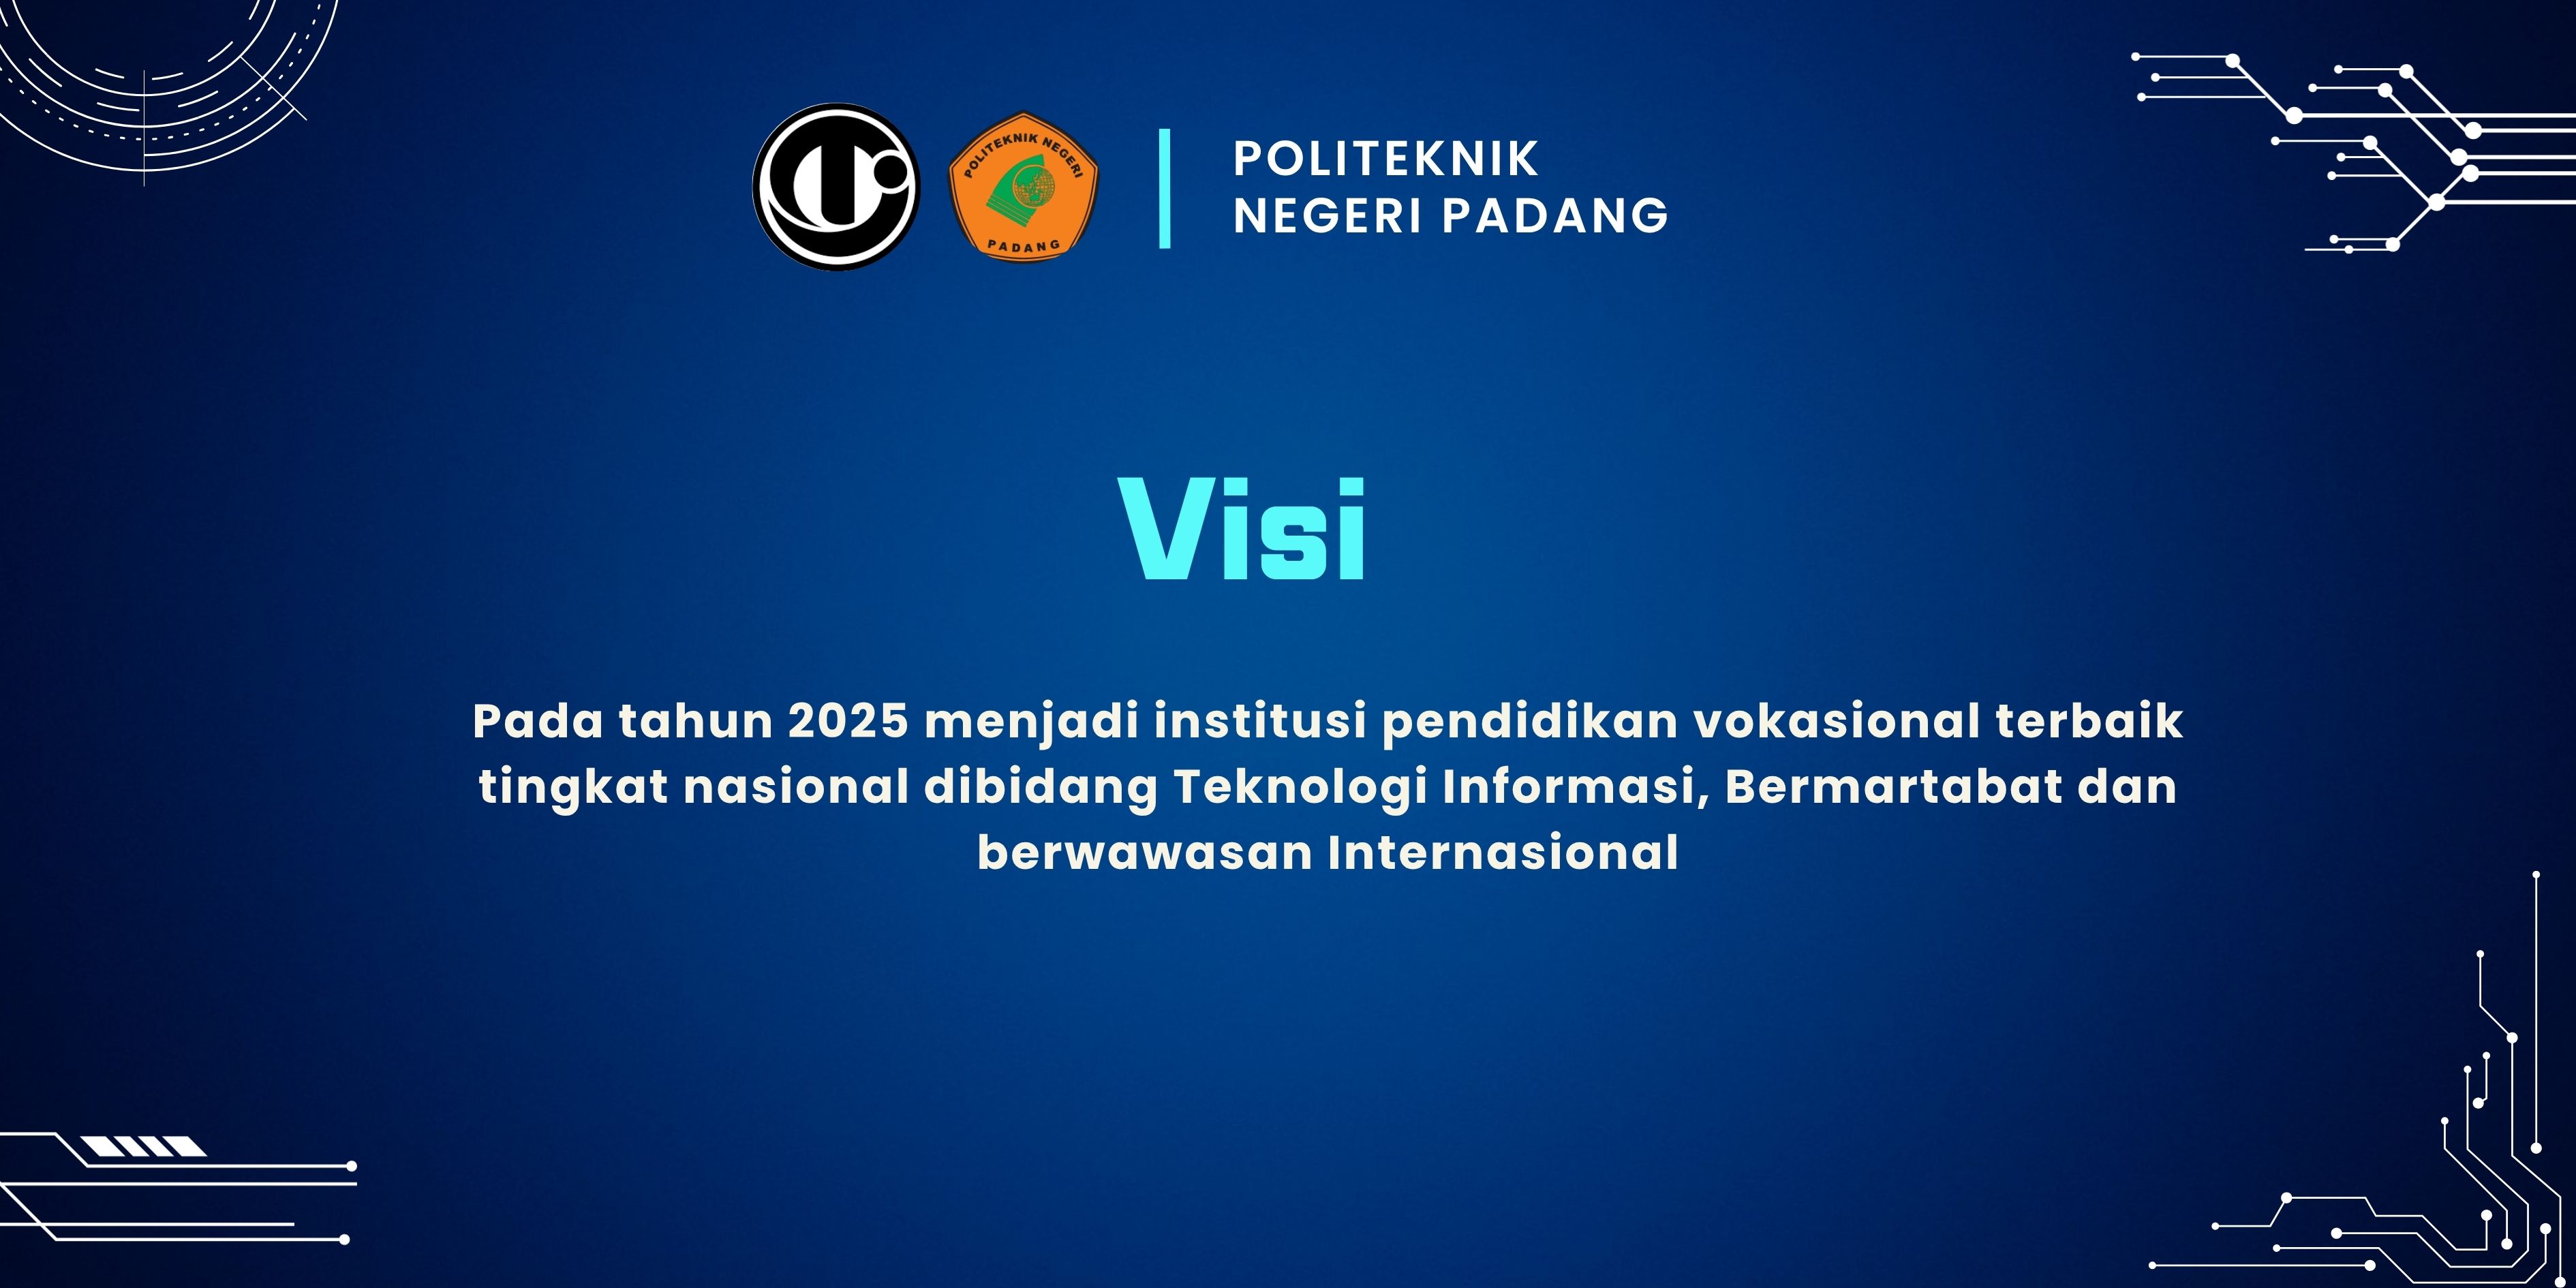 POLITEKNIK NEGERI
PADANG
POLITEKNIK
NEGERI PADANG
Visi
Pada tahun 2025 menjadi institusi pendidikan vokasional terbaik
tingkat nasional dibidang Teknologi Informasi, Bermartabat dan
berwawasan Internasional